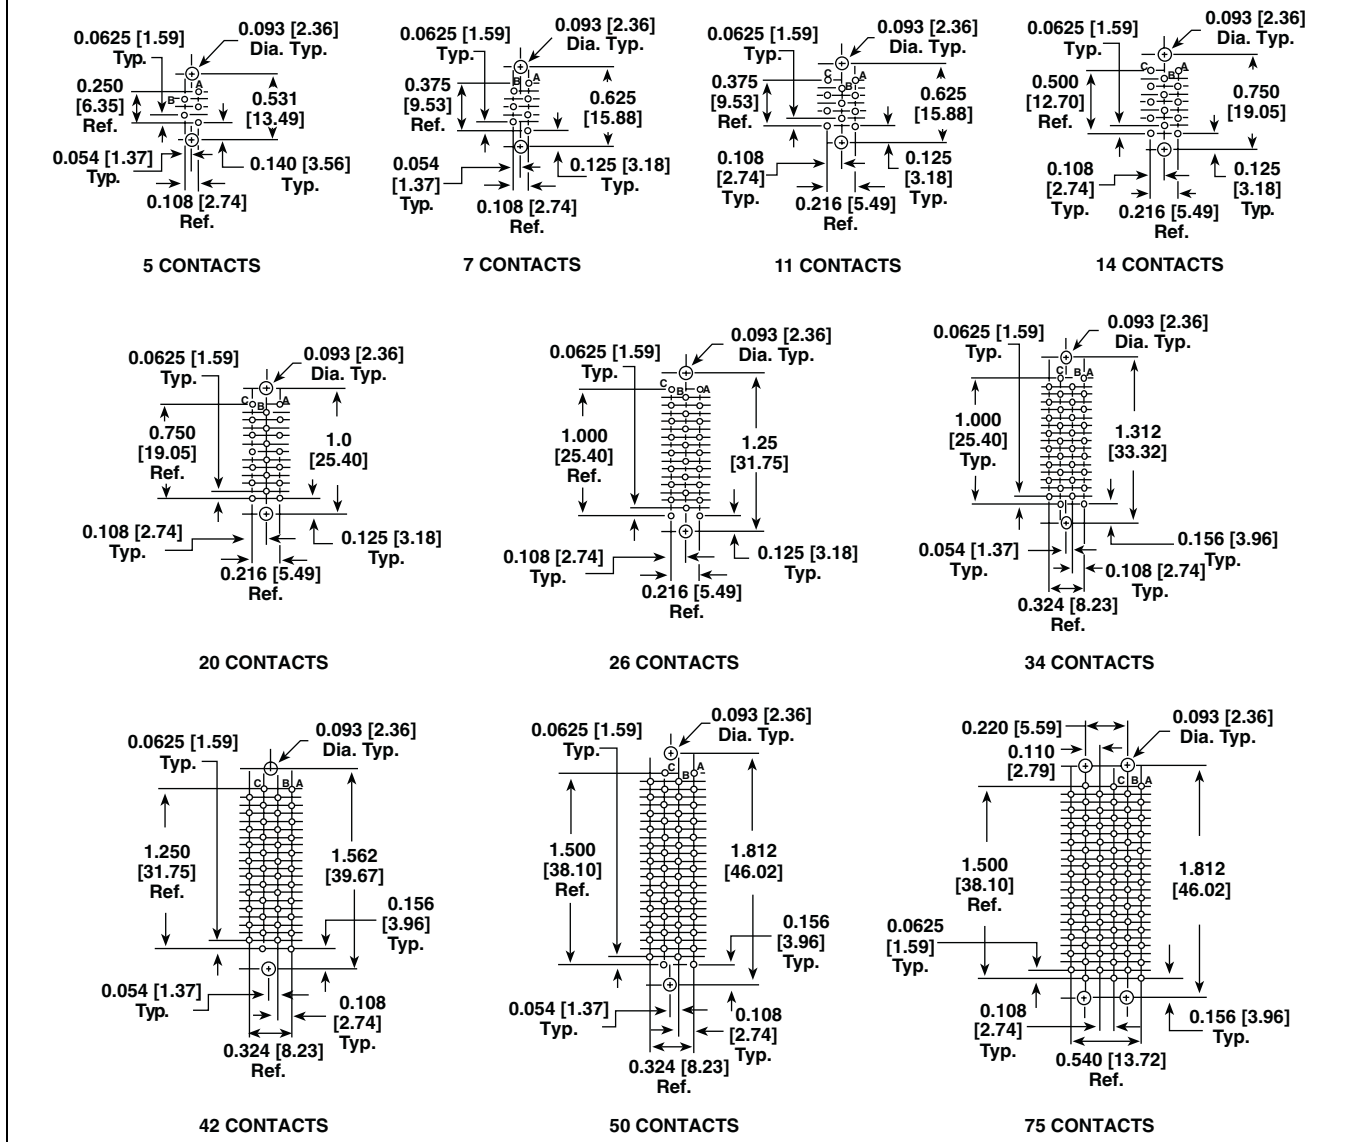 0.0625 [1.59]
Typ.
0.093 [2.36]
Dia. Typ.
0.250
[6.35]
Ref.
A
B
0.531
[13.49]
0.054 [1.37]
Typ.
0.140 [3.56]
Typ.
0.108 [2.74]
Ref.
5 CONTACTS
0.0625 [1.59]
Typ.
0.093 [2.36]
Dia. Typ.
0.375
[9.53]
Ref.
B
A
0.625
[15.88]
0.054
[1.37]
Typ.
0.125 [3.18]
Typ.
0.108 [2.74]
Ref.
7 CONTACTS
0.0625 [1.59]
Typ.
0.093 [2.36]
Dia. Typ.
0.375
[9.53]
Ref.
C
B
A
0.625
[15.88]
0.108
[2.74]
Typ.
0.125
[3.18]
Typ.
0.216 [5.49]
Ref.
11 CONTACTS
0.0625 [1.59]
Typ.
0.093 [2.36]
Dia. Typ.
0.500
[12.70]
Ref.
C
B
A
0.750
[19.05]
0.108
[2.74]
Typ.
0.125
[3.18]
Typ.
0.216 [5.49]
Ref.
14 CONTACTS
0.0625 [1.59]
Typ.
0.093 [2.36]
Dia. Typ.
C
B
A
0.750
[19.05]
Ref.
1.0
[25.40]
0.108 [2.74]
Typ.
0.125 [3.18]
Typ.
0.216 [5.49]
Ref.
20 CONTACTS
0.0625 [1.59]
Typ.
0.093 [2.36]
Dia. Typ.
C
B
A
1.000
[25.40]
Ref.
1.25
[31.75]
0.108 [2.74]
Typ.
0.125 [3.18]
Typ.
0.216 [5.49]
Ref.
26 CONTACTS
0.0625 [1.59]
Typ.
0.093 [2.36]
Dia. Typ.
C
B
A
1.000
[25.40]
Typ.
1.312
[33.32]
0.054 [1.37]
Typ.
0.156 [3.96]
Typ.
0.108 [2.74]
Typ.
0.324 [8.23]
Ref.
34 CONTACTS
0.0625 [1.59]
Typ.
0.093 [2.36]
Dia. Typ.
C
B
A
1.250
[31.75]
Ref.
1.562
[39.67]
0.156
[3.96]
Typ.
0.054 [1.37]
Typ.
0.108
[2.74]
Typ.
0.324 [8.23]
Ref.
42 CONTACTS
0.0625 [1.59]
Typ.
0.093 [2.36]
Dia. Typ.
C
B
A
1.500
[38.10]
Ref.
1.812
[46.02]
0.156
[3.96]
Typ.
0.054 [1.37]
Typ.
0.108
[2.74]
Typ.
0.324 [8.23]
Ref.
50 CONTACTS
0.220 [5.59]
0.110
[2.79]
0.093 [2.36]
Dia. Typ.
C
B
A
1.500
[38.10]
Ref.
1.812
[46.02]
0.0625
[1.59]
Typ.
0.108
[2.74]
Typ.
0.156 [3.96]
Typ.
0.540 [13.72]
Ref.
75 CONTACTS